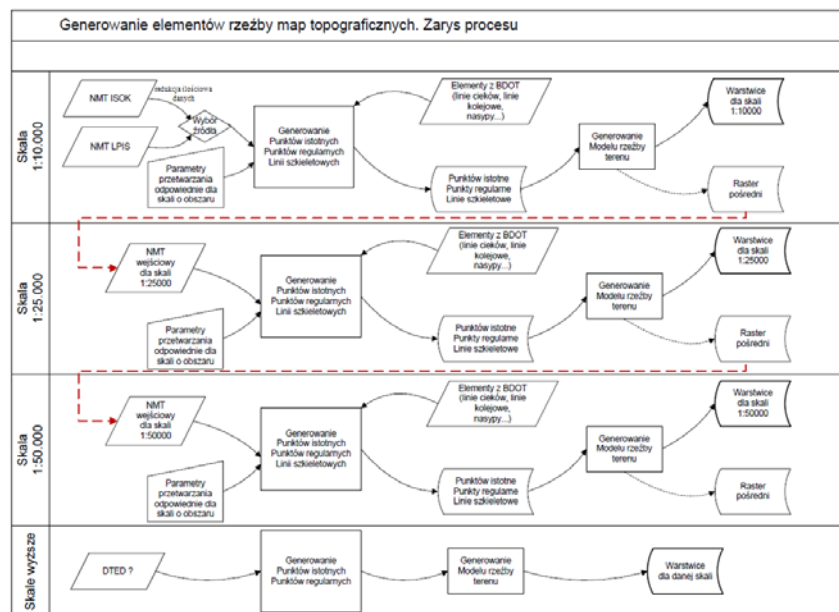 Generowanie elementów rzeźby map topograficznych. Zarys procesu
Skala
1:10.000
NMT ISOK
redukcja ilościowa
danych
Wybór
źródła
NMT LPIS
Parametry
przetwarzania
odpowiednie dla
skali o obszaru
Generowanie
Punktów istotnych
Punktów regularnych
Linii szkieletowych
Elementy z BDOT
(linie cieków, linie
kolejowe,
nasypy...)
Punktów istotne
Punkty regularne
Linie szkieletowe
Generowanie
Modelu rzeźby
terenu
Warstwice
dla skali
1:10000
Raster
pośredni
Skala
1:25.000
NMT
wejściowy
dla skali
1:25000
Parametry
przetwarzania
odpowiednie dla
skali o obszaru
Generowanie
Punktów istotnych
Punktów regularnych
Linii szkieletowych
Elementy z BDOT
(linie cieków, linie
kolejowe,
nasypy...)
Punktów istotne
Punkty regularne
Linie szkieletowe
Generowanie
Modelu rzeźby
terenu
Warstwice
dla skali
1:25000
Raster
pośredni
Skala
1:50.000
NMT
wejściowy
dla skali
1:50000
Parametry
przetwarzania
odpowiednie dla
skali o obszaru
Generowanie
Punktów istotnych
Punktów regularnych
Linii szkieletowych
Elementy z BDOT
(linie cieków, linie
kolejowe,
nasypy...)
Punktów istotne
Punkty regularne
Linie szkieletowe
Generowanie
Modelu rzeźby
terenu
Warstwice
dla skali
1:50000
Raster
pośredni
Skale wyższe
DTED ?
Generowanie
Punktów istotnych
Punktów regularnych
Generowanie
Modelu rzeźby
terenu
Warstwice
dla danej skali